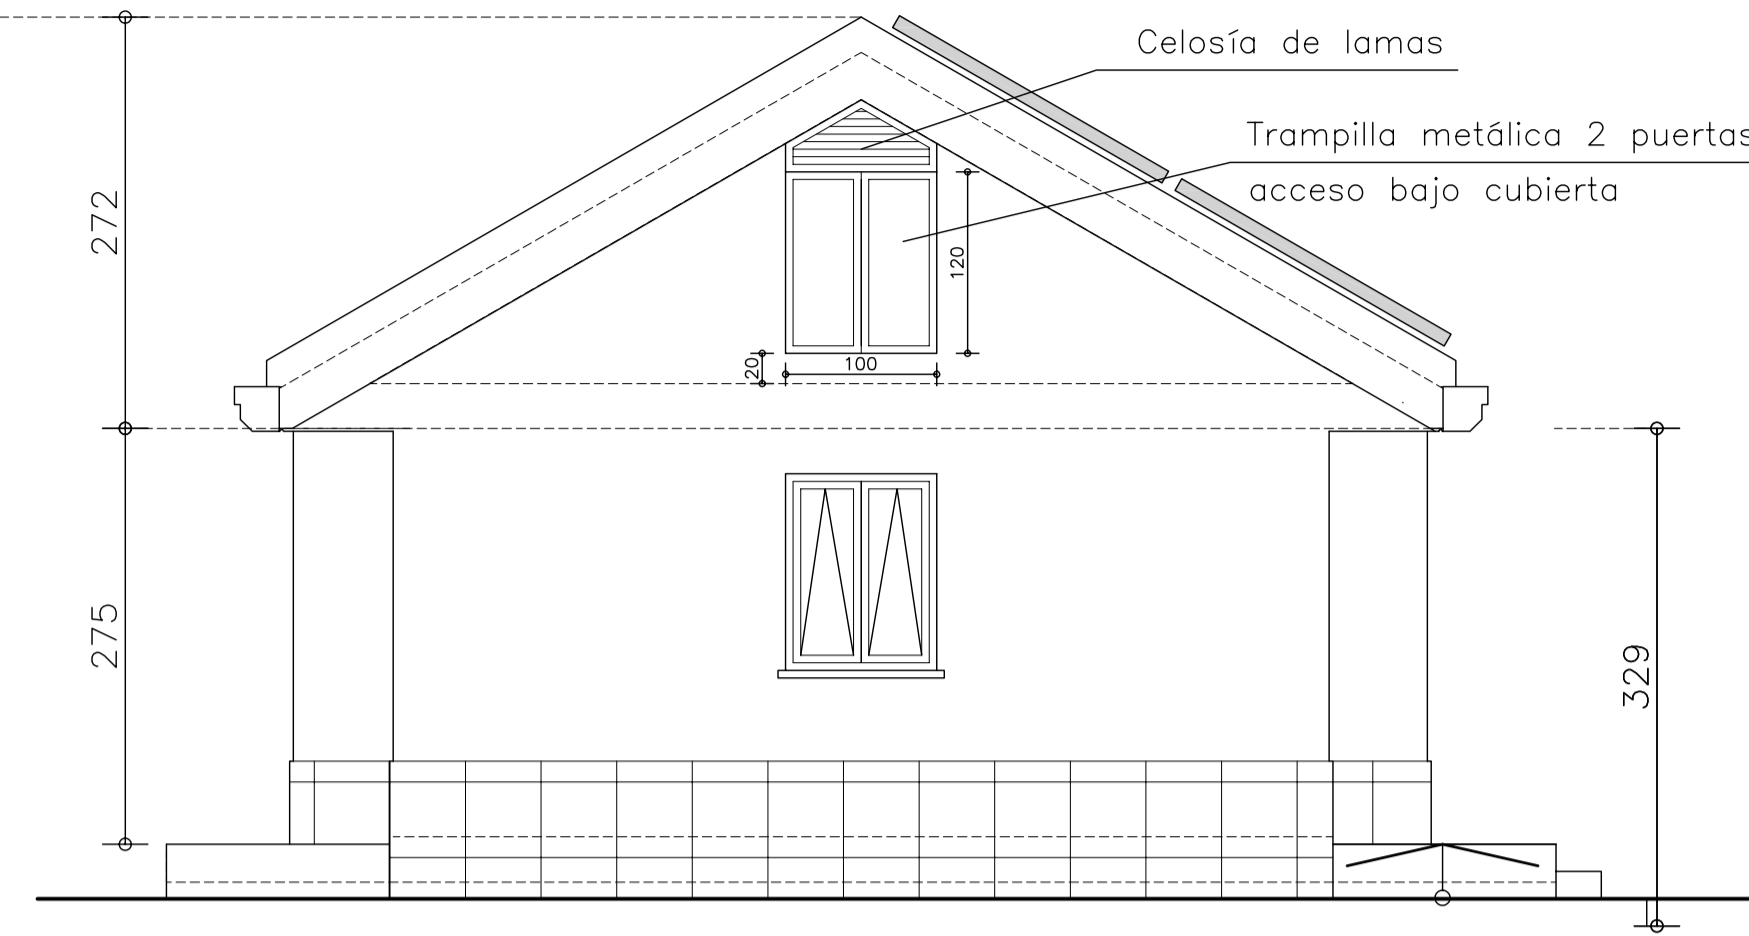 Celosía de lamas
Trampilla metálica 2 puertas
acceso bajo cubierta
272
120
20
100
275
329